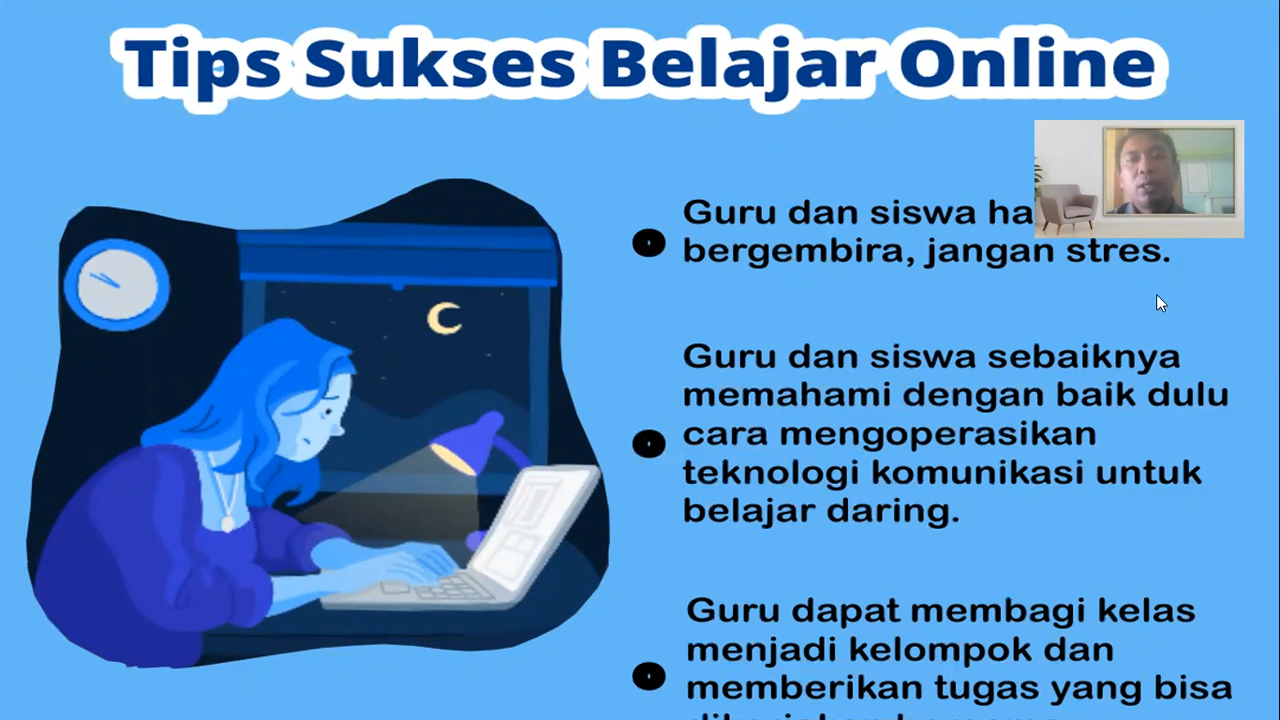 Tips Sukses Belajar Online
Guru dan siswa
bergembira, jangan stres.
Guru dan siswa sebaiknya
memahami dengan baik dulu
cara mengoperasikan
teknologi komunikasi untuk
belajar daring.
Guru dapat membagi kelas
menjadi kelompok dan
memberikan tugas yang bisa